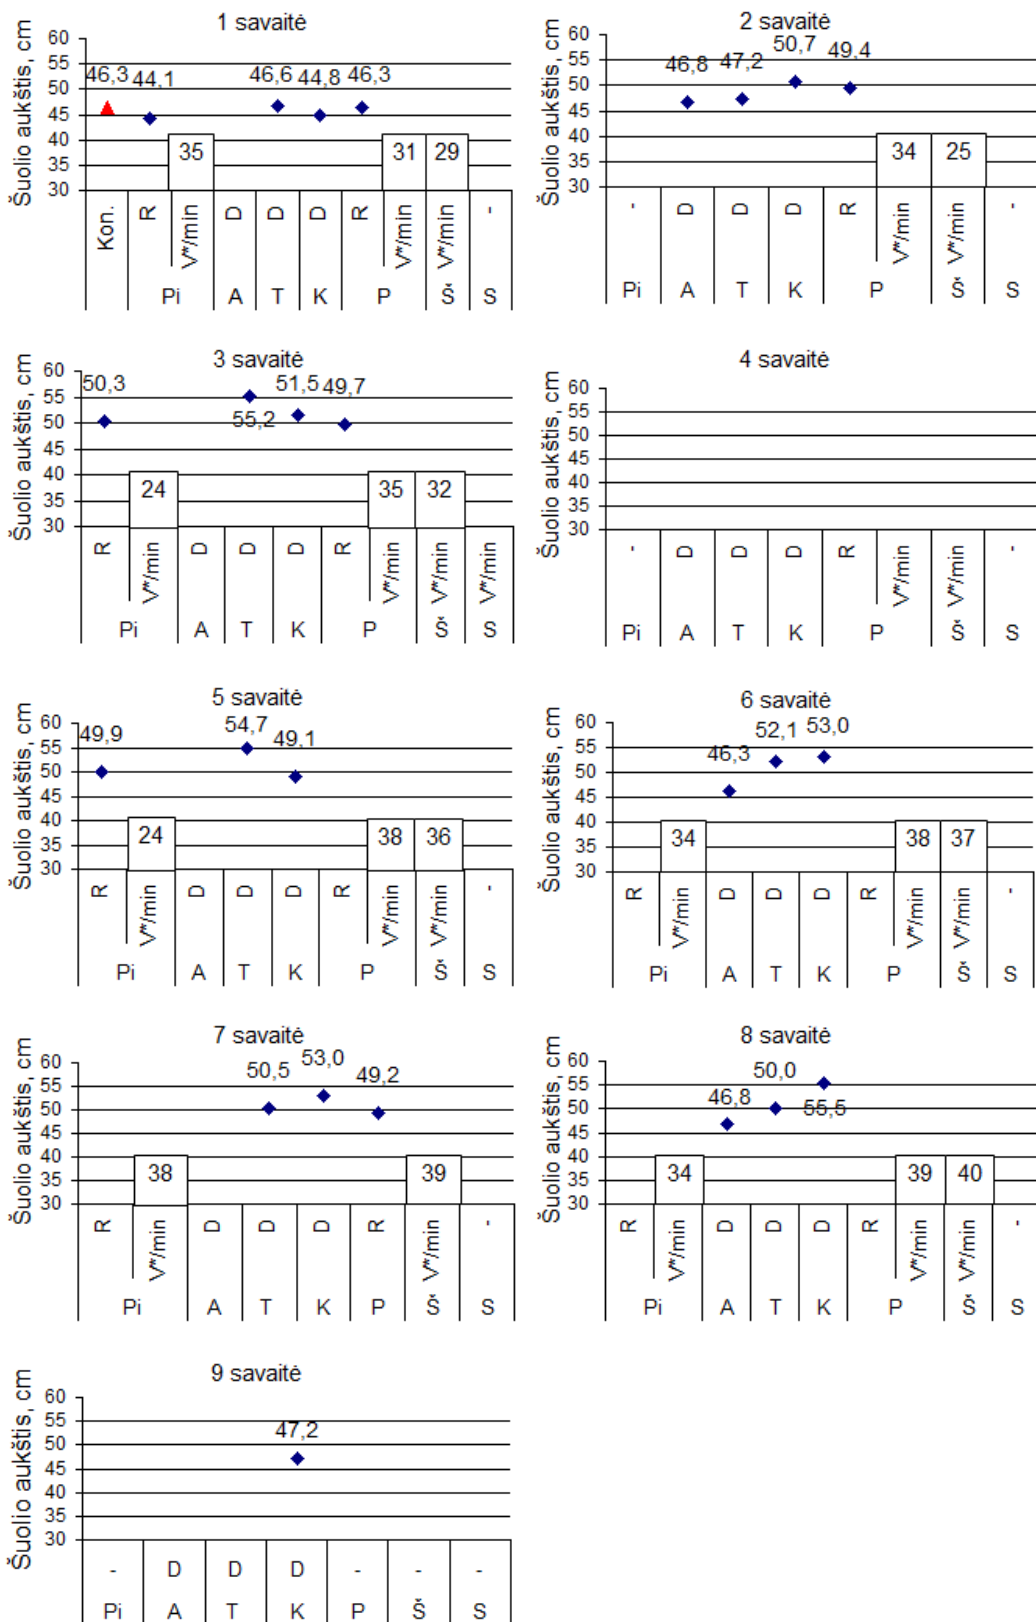 1 savaitė
Šuolio aukštis, cm
60
55
50
45
40
35
30
46,3 44,1 46,6 44,8 46,3
35 31 29
Kon. R V*/min D D D R V*/min V*/min -
Pi A T K P Š S
2 savaitė
Šuolio aukštis, cm
60
55
50
45
40
35
30
46,8 47,2 50,7 49,4
34 25
- D D D R V*/min V*/min -
Pi A T K P Š S
3 savaitė
Šuolio aukštis, cm
60
55
50
45
40
35
30
50,3 55,2 51,5 49,7
24 35 32
R V*/min D D D R V*/min V*/min V*/min
Pi A T K P Š S
4 savaitė
Šuolio aukštis, cm
60
55
50
45
40
35
30
- D D D R V*/min V*/min -
Pi A T K P Š S
5 savaitė
Šuolio aukštis, cm
60
55
50
45
40
35
30
49,9 54,7 49,1
24 38 36
R V*/min D D D R V*/min V*/min -
Pi A T K P Š S
6 savaitė
Šuolio aukštis, cm
60
55
50
45
40
35
30
46,3 52,1 53,0
34 38 37
R V*/min D D D R V*/min V*/min -
Pi A T K P Š S
7 savaitė
Šuolio aukštis, cm
60
55
50
45
40
35
30
50,5 53,0 49,2
38 39
R V*/min D D D R V*/min -
Pi A T K P Š S
8 savaitė
Šuolio aukštis, cm
60
55
50
45
40
35
30
46,8 50,0 55,5
34 39 40
R V*/min D D D R V*/min V*/min -
Pi A T K P Š S
9 savaitė
Šuolio aukštis, cm
60
55
50
45
40
35
30
47,2
- D D D - - -
Pi A T K P Š S